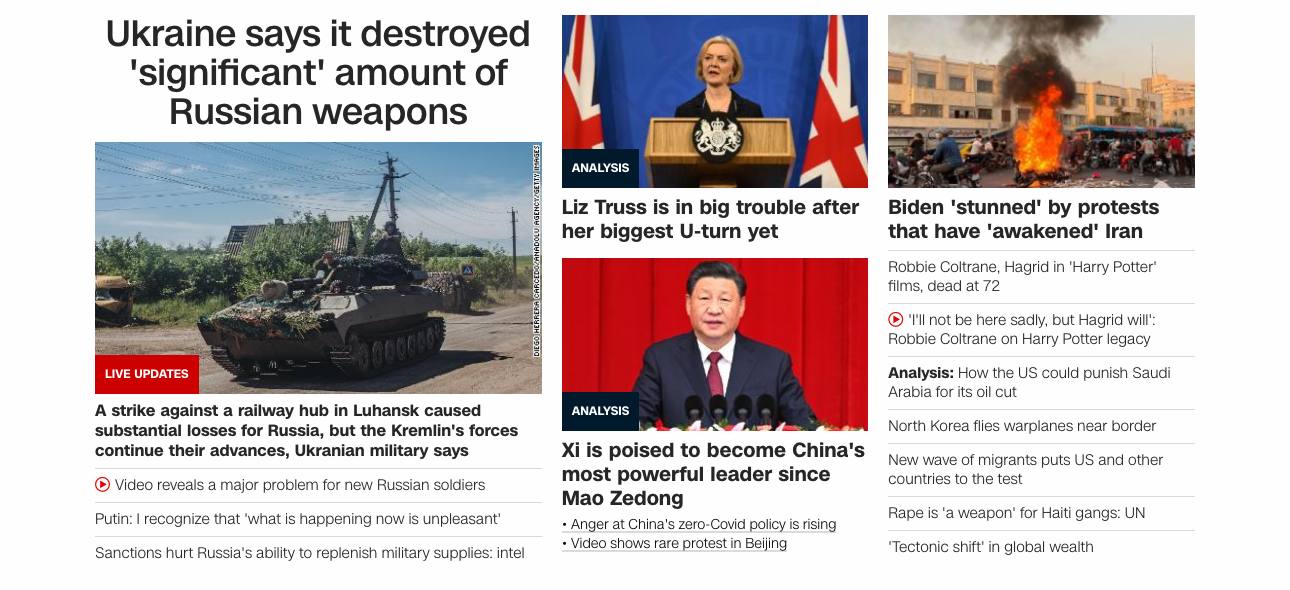 Ukraine says it destroyed
'significant' amount of
Russian weapons
DIEGO HERRERA CARCEDO/ANADOLU AGENCY/GETTY IMAGES
LIVE UPDATES
A strike against a railway hub in Luhansk caused
substantial losses for Russia, but the Kremlin's forces
continue their advances, Ukranian military says
Video reveals a major problem for new Russian soldiers
Putin: I recognize that 'what is happening now is unpleasant'
Sanctions hurt Russia's ability to replenish military supplies: intel
ANALYSIS
Liz Truss is in big trouble after
her biggest U-turn yet
ANALYSIS
Xi is poised to become China's
most powerful leader since
Mao Zedong
• Anger at China's zero-Covid policy is rising
• Video shows rare protest in Beijing
Biden 'stunned' by protests
that have 'awakened' Iran
Robbie Coltrane, Hagrid in 'Harry Potter'
films, dead at 72
'I'll not be here sadly, but Hagrid will':
Robbie Coltrane on Harry Potter legacy
Analysis: How the US could punish Saudi
Arabia for its oil cut
North Korea flies warplanes near border
New wave of migrants puts US and other
countries to the test
Rape is 'a weapon' for Haiti gangs: UN
'Tectonic shift' in global wealth